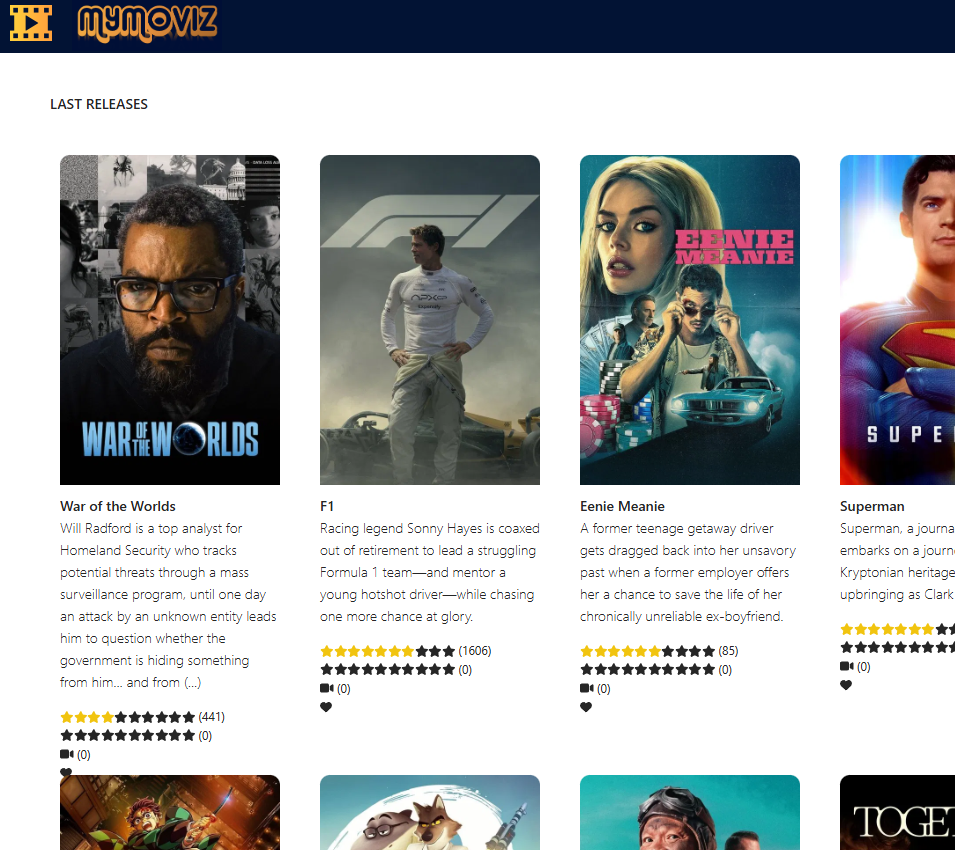 MYMOVIZ
LAST RELEASES
WAR OF THE WORLDS
EENIE
MEANIE
SUPE
War of the Worlds
Will Radford is a top analyst for
Homeland Security who tracks
potential threats through a mass
surveillance program, until one day
an attack by an unknown entity leads
him to question whether the
government is hiding something
from him... and from (...)
(441)
(0)
(0)
F1
Racing legend Sonny Hayes is coaxed
out of retirement to lead a struggling
Formula 1 team—and mentor a
young hotshot driver—while chasing
one more chance at glory.
(1606)
(0)
(0)
Eenie Meanie
A former teenage getaway driver
gets dragged back into her unsavory
past when a former employer offers
her a chance to save the life of her
chronically unreliable ex-boyfriend.
(85)
(0)
(0)
Superman
Superman, a journa
embarks on a journe
Kryptonian heritage
upbringing as Clark
(0)
TOGE